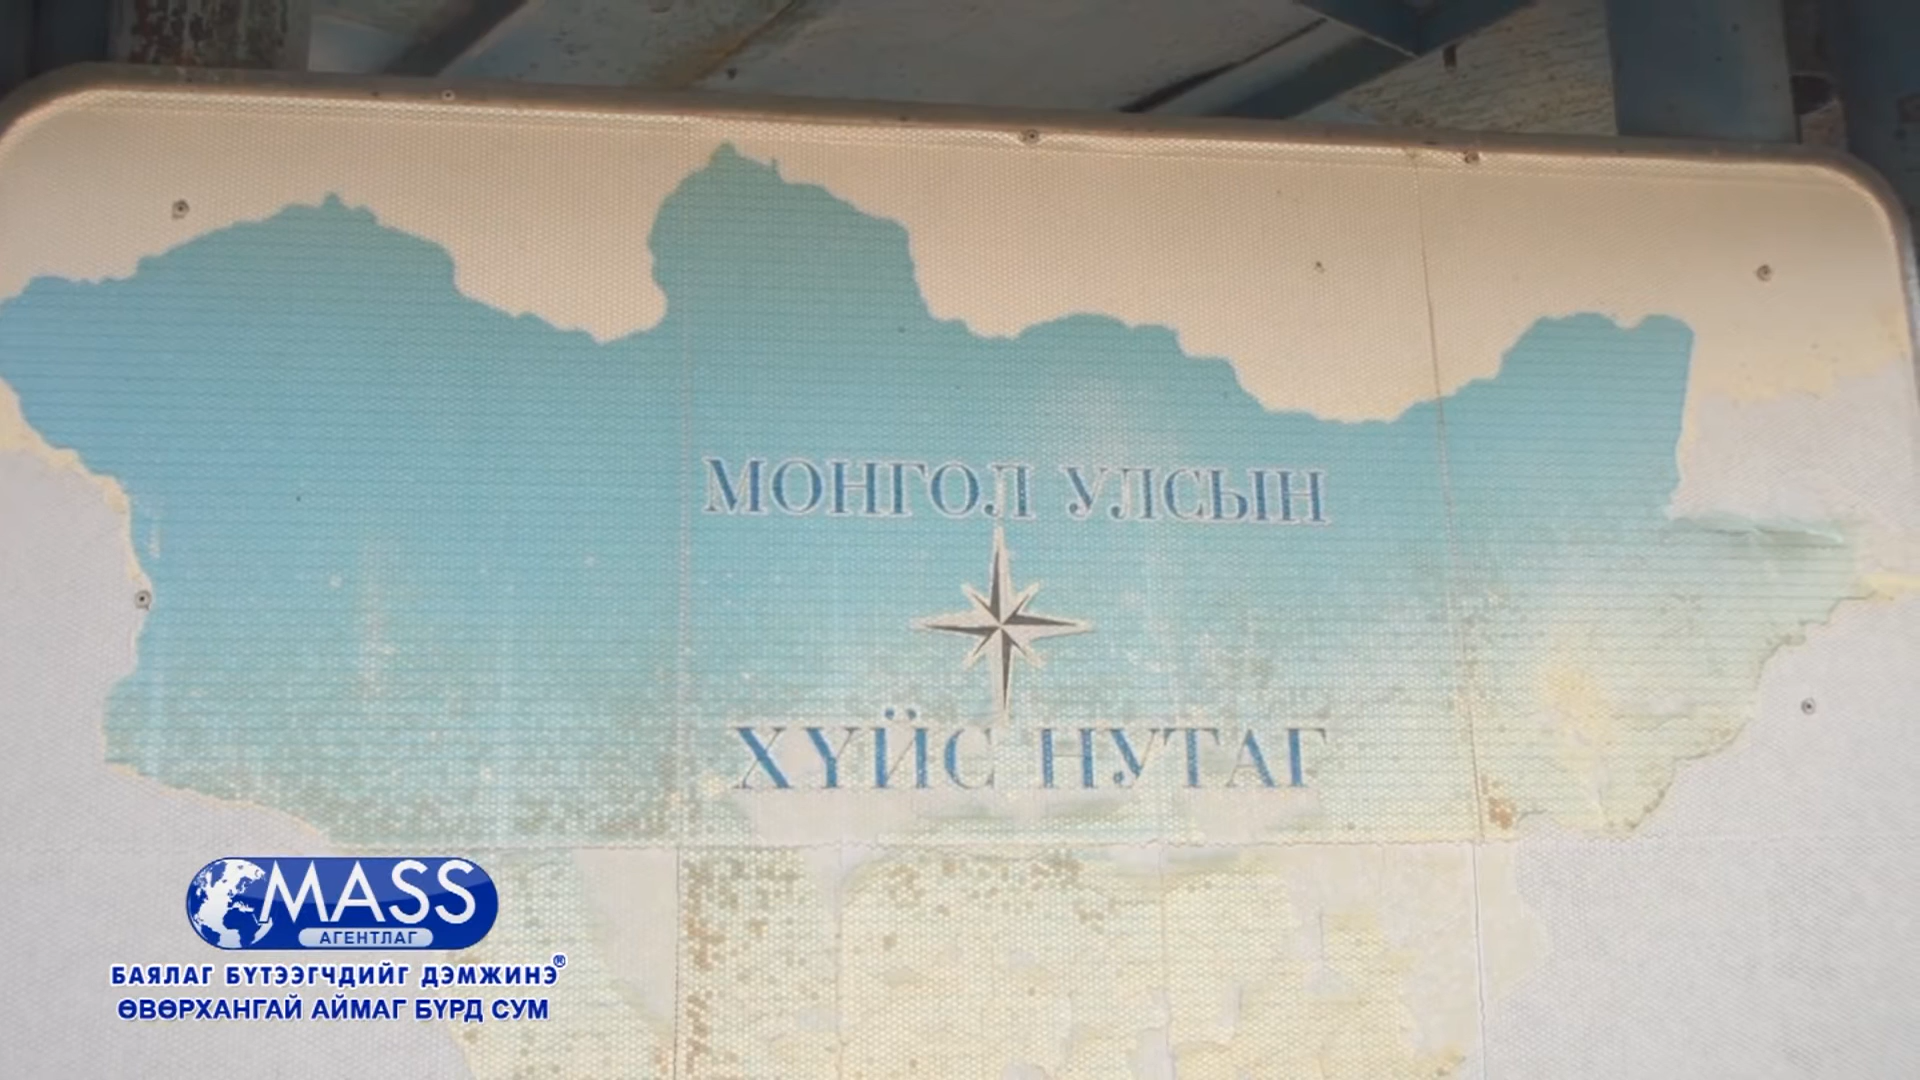 МОНГОЛ УЛСЫН
ХҮЙС НУТАГ
MASS
АГЕНТЛАГ
БАЯЛАГ БҮТЭЭГЧДИЙГ ДЭМЖИНЭ®
ӨВӨРХАНГАЙ АЙМАГ БҮРД СУМ